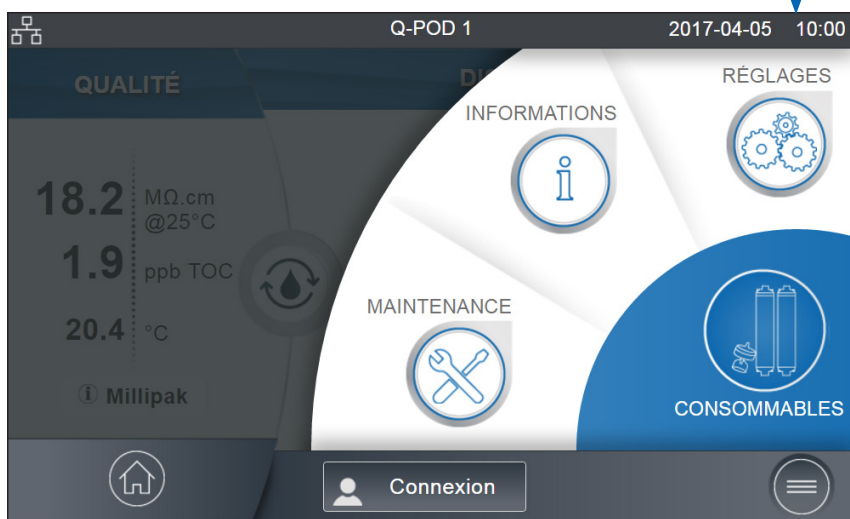 Q-POD 1
2017-04-05 10:00
QUALITÉ
DI
INFORMATIONS
RÉGLAGES
18.2 MΩ.cm
@25°C
1.9 ppb TOC
20.4 °C
MAINTENANCE
i Millipak
CONSOMMABLES
Connexion